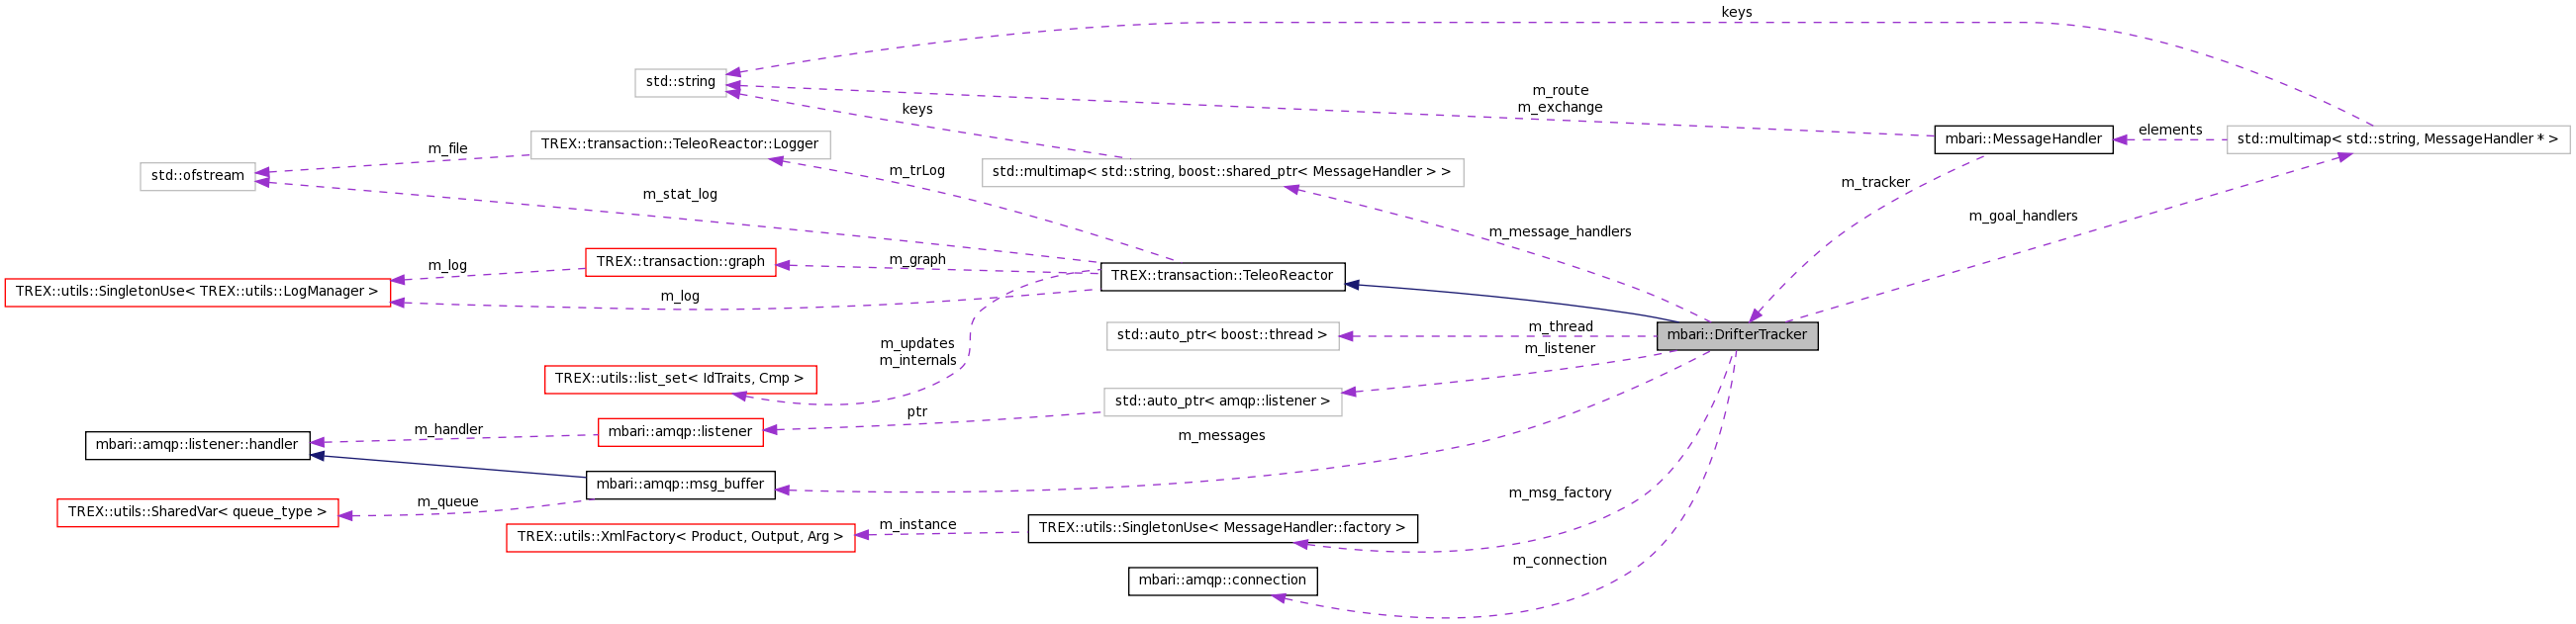 keys
std::string
m_route
m_exchange
keys
mbari::MessageHandler
elements
std::multimap< std::string, MessageHandler * >
TREX::transaction::TeleoReactor::Logger
m_file
std::ofstream
m_trLog
std::multimap< std::string, boost::shared_ptr< MessageHandler > >
m_tracker
m_stat_log
m_goal_handlers
m_message_handlers
TREX::transaction::graph
m_graph
m_log
TREX::transaction::TeleoReactor
TREX::utils::SingletonUse< TREX::utils::LogManager >
m_log
m_thread
std::auto_ptr< boost::thread >
mbari::DrifterTracker
m_updates
m_internals
m_listener
TREX::utils::list_set< IdTraits, Cmp >
std::auto_ptr< amqp::listener >
ptr
mbari::amqp::listener
m_handler
mbari::amqp::listener::handler
m_messages
mbari::amqp::msg_buffer
m_queue
TREX::utils::SharedVar< queue_type >
m_msg_factory
m_instance
TREX::utils::SingletonUse< MessageHandler::factory >
TREX::utils::XmlFactory< Product, Output, Arg >
m_connection
mbari::amqp::connection